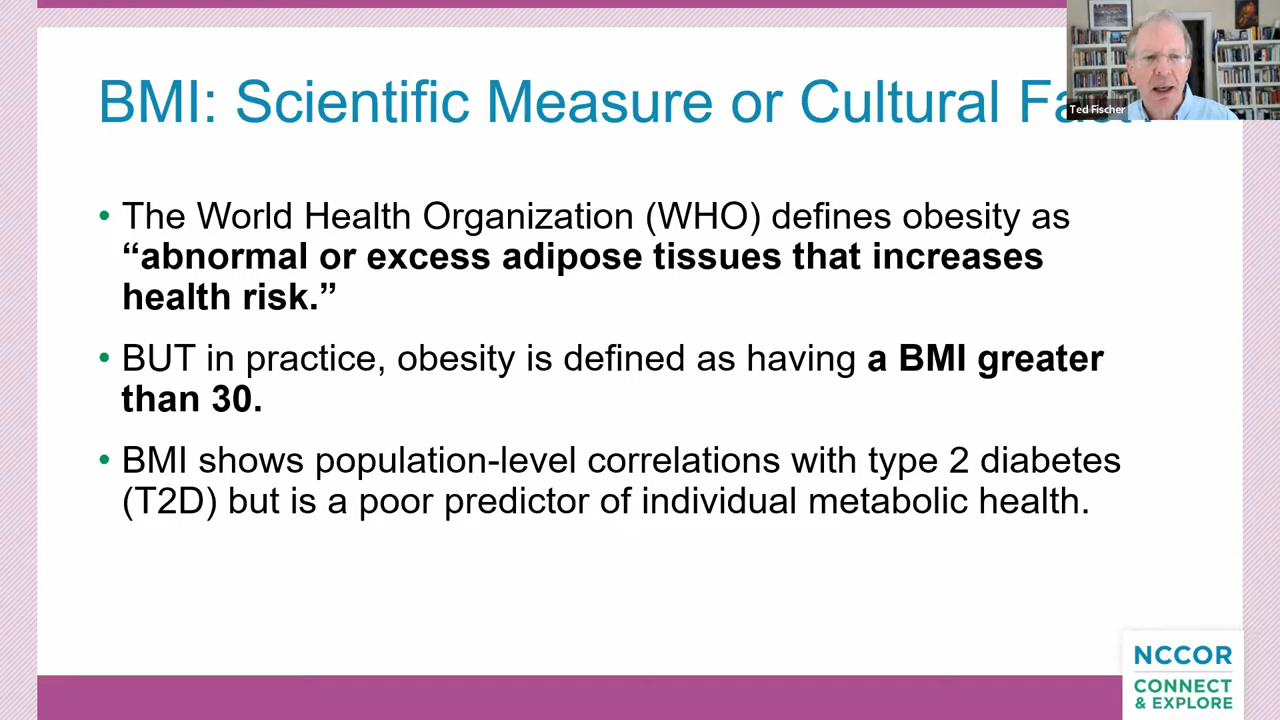 BMI: Scientific Measure or Cultural
Ted Fischer
• The World Health Organization (WHO) defines obesity as
“abnormal or excess adipose tissues that increases
health risk.”
• BUT in practice, obesity is defined as having a BMI greater
than 30.
• BMI shows population-level correlations with type 2 diabetes
(T2D) but is a poor predictor of individual metabolic health.
NCCOR
CONNECT
& EXPLORE